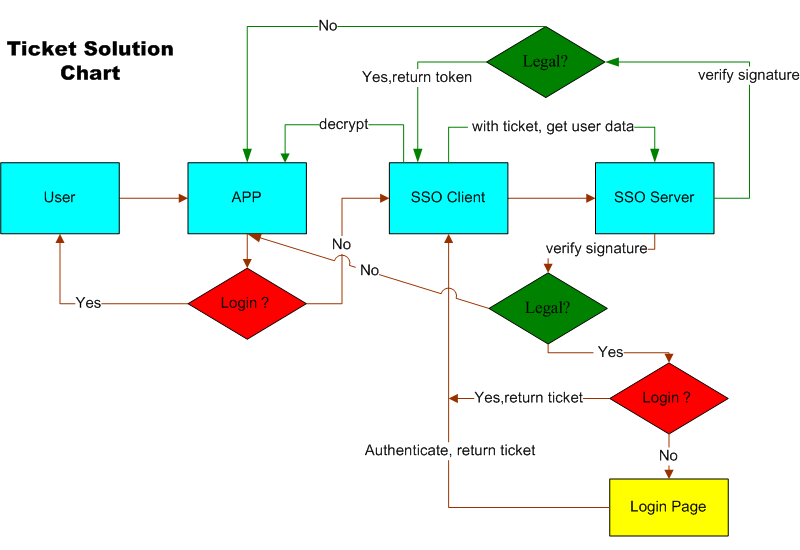 Ticket Solution
Chart
No
Legal?
Yes,return token
verify signature
decrypt
with ticket, get user data
User
APP
SSO Client
SSO Server
No
verify signature
No
Yes
Login ?
Legal?
Yes
Yes,return ticket
Login ?
Authenticate, return ticket
No
Login Page